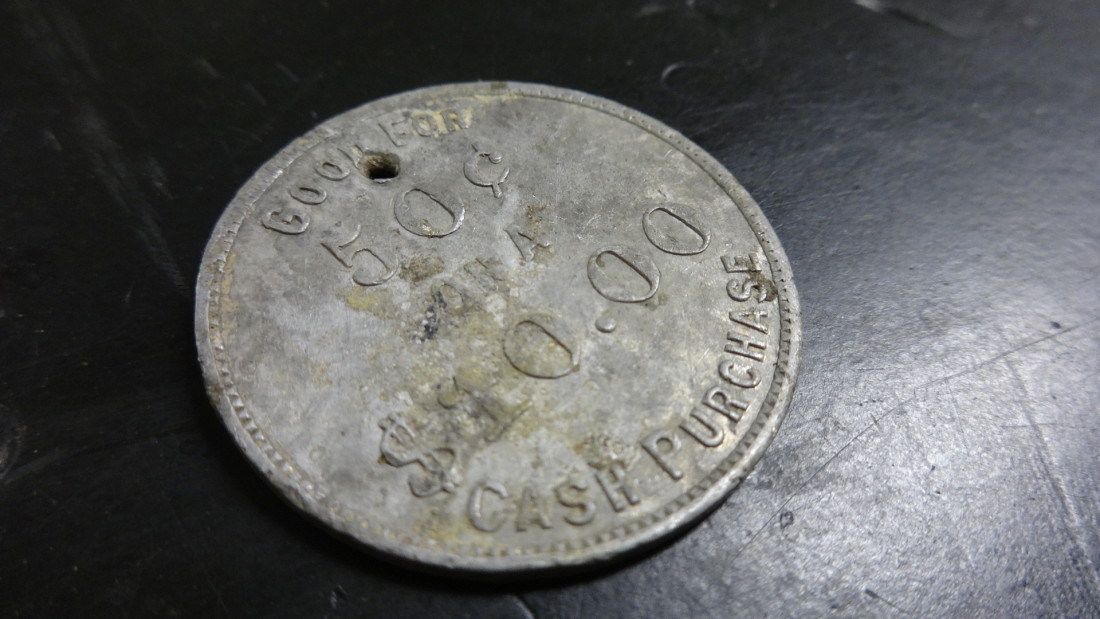 GOOD FOR
50¢
ON A
$10.00
CASH PURCHASE